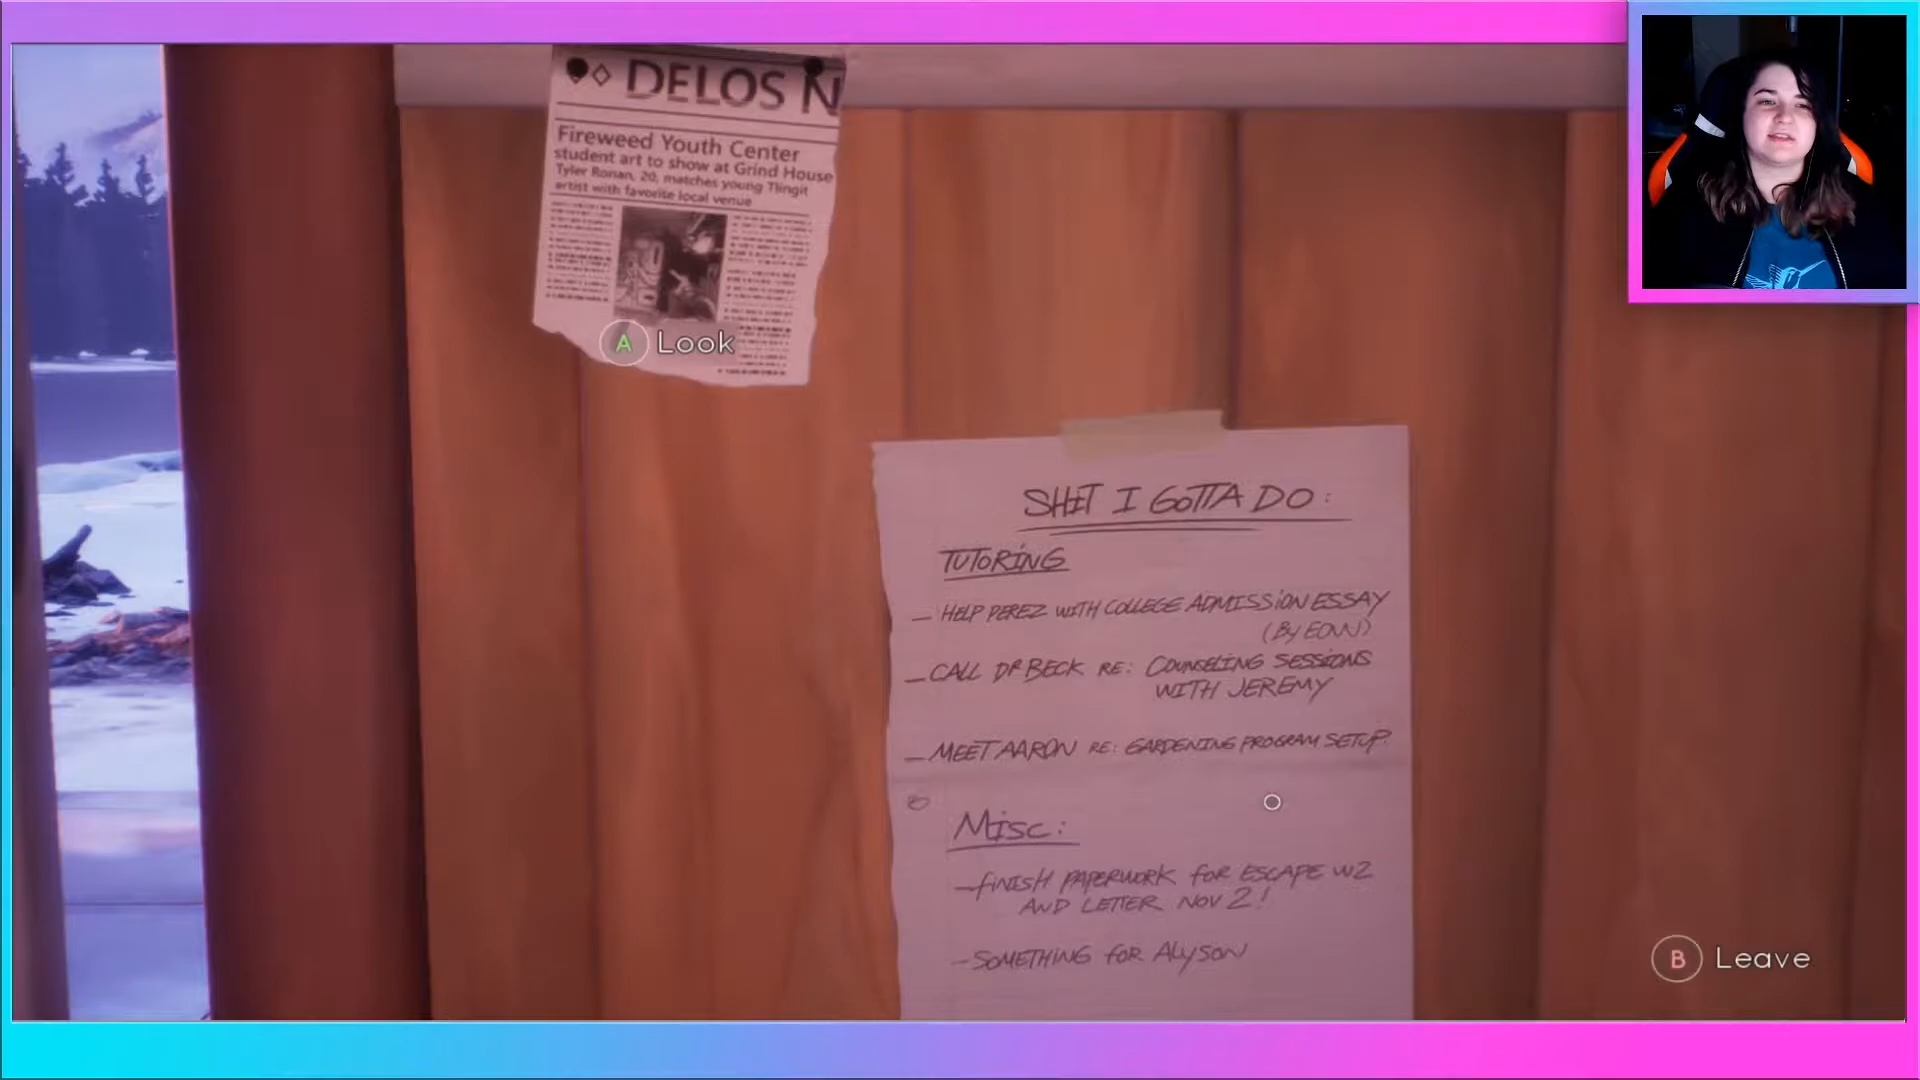 DELOS N
Fireweed Youth Center
student art to show at Grind House
Tyler Ronan, 20, matches young Tlingit
artist with favorite local venue
A Look
SHIT I GOTTA DO:
TUTORING
- HELP PEREZ WITH COLLEGE ADMISSION ESSAY
(BY EOW)
- CALL DR BECK RE: COUNSELING SESSIONS
WITH JEREMY
- MEET AARON RE: GARDENING PROGRAM SETUP.
MISC:
- FINISH PAPERWORK FOR ESCAPE W2
AND LETTER NOV 2!
- SOMETHING FOR ALYSON
B Leave